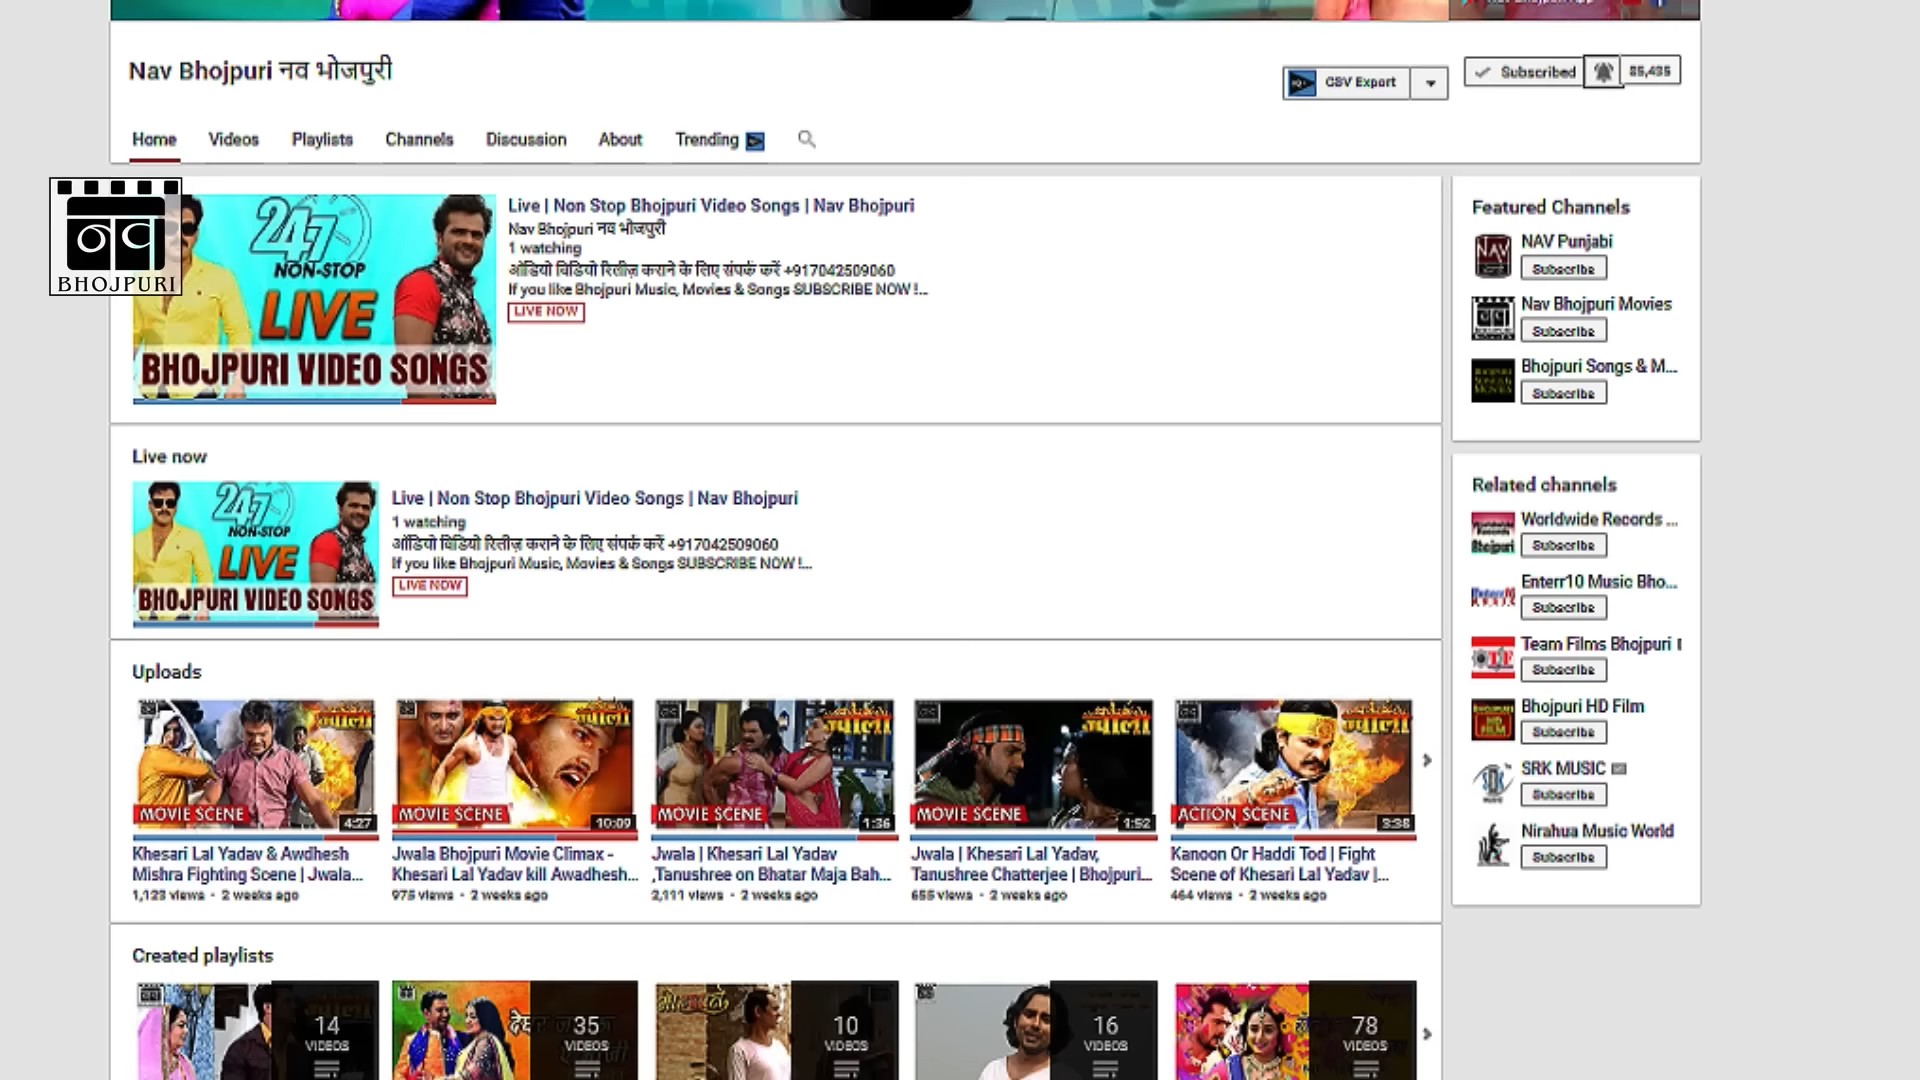 Nav Bhojpuri नव भोजपुरी
CSV Export
Subscribed
Home Videos Playlists Channels Discussion About Trending
नव
BHOJPURI
24/7
NON-STOP
LIVE
BHOJPURI VIDEO SONGS
Live | Non Stop Bhojpuri Video Songs | Nav Bhojpuri
Nav Bhojpuri नव भोजपुरी
1 watching
ऑडियो विडियो रिलीज़ कराने के लिए संपर्क करें +917042509060
If you like Bhojpuri Music, Movies & Songs SUBSCRIBE NOW !...
LIVE NOW
Live now
24/7
NON-STOP
LIVE
BHOJPURI VIDEO SONGS
Live | Non Stop Bhojpuri Video Songs | Nav Bhojpuri
1 watching
ऑडियो विडियो रिलीज़ कराने के लिए संपर्क करें +917042509060
If you like Bhojpuri Music, Movies & Songs SUBSCRIBE NOW !...
LIVE NOW
Uploads
ज्वाला
MOVIE SCENE
4:27
Khesari Lal Yadav & Awdhesh
Mishra Fighting Scene | Jwala...
1,123 views · 2 weeks ago
ज्वाला
MOVIE SCENE
10:09
Jwala Bhojpuri Movie Climax -
Khesari Lal Yadav kill Awadhesh...
975 views · 2 weeks ago
ज्वाला
MOVIE SCENE
1:36
Jwala | Khesari Lal Yadav
,Tanushree on Bhatar Maja Bah...
2,111 views · 2 weeks ago
ज्वाला
MOVIE SCENE
1:52
Jwala | Khesari Lal Yadav,
Tanushree Chatterjee | Bhojpuri...
655 views · 2 weeks ago
ज्वाला
ACTION SCENE
3:38
Kanoon Or Haddi Tod | Fight
Scene of Khesari Lal Yadav |...
464 views · 2 weeks ago
Created playlists
14
VIDEOS
35
VIDEOS
10
VIDEOS
16
VIDEOS
78
VIDEOS
Featured Channels
NAV Punjabi
Subscribe
Nav Bhojpuri Movies
Subscribe
Bhojpuri Songs & M...
Subscribe
Related channels
Worldwide Records ...
Subscribe
Enterr10 Music Bho...
Subscribe
Team Films Bhojpuri
Subscribe
Bhojpuri HD Film
Subscribe
SRK MUSIC
Subscribe
Nirahua Music World
Subscribe